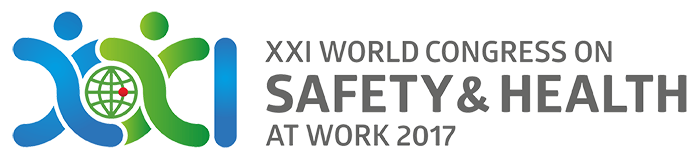 XXI WORLD CONGRESS ON
SAFETY & HEALTH
AT WORK 2017